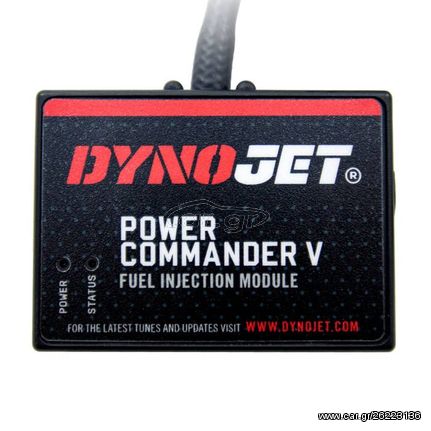 DYNOJET®
POWER
COMMANDER V
FUEL INJECTION MODULE
POWER
STATUS
FOR THE LATEST TUNES AND UPDATES VISIT WWW.DYNOJET.COM
www.car.gr/26223136